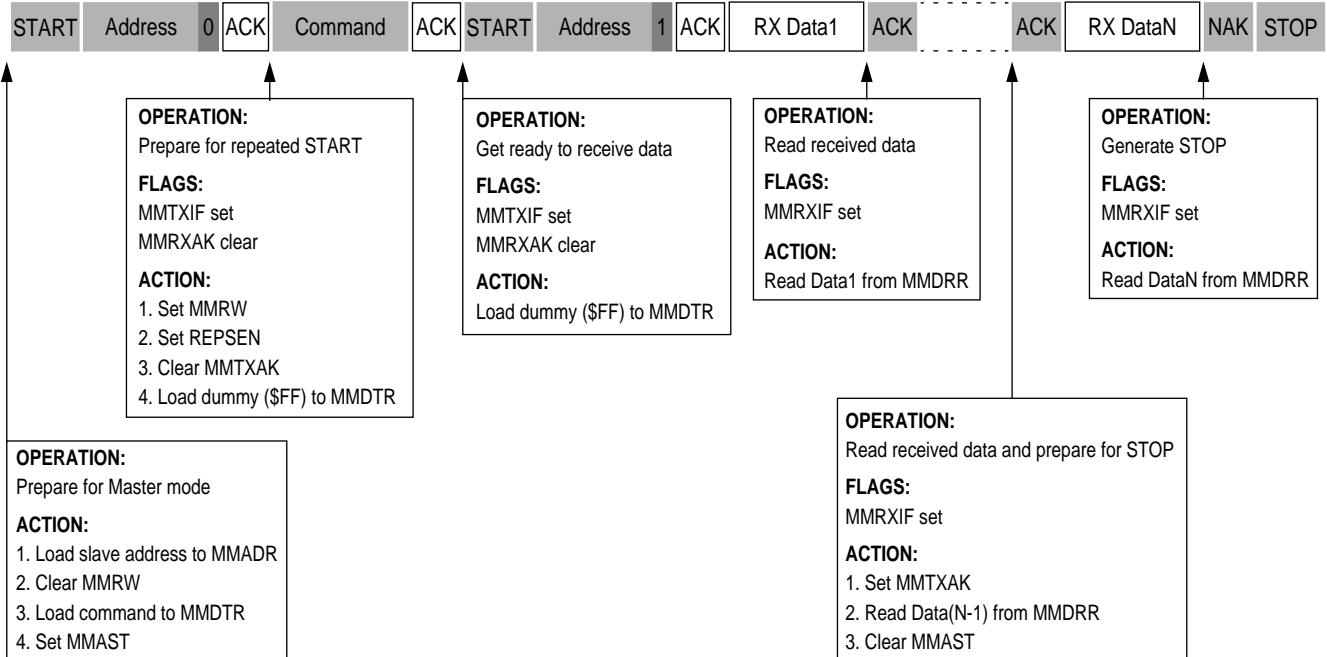 START Address 0 ACK Command ACK START Address 1 ACK RX Data1 ACK ACK RX DataN NAK STOP
OPERATION:
Prepare for repeated START
FLAGS:
MMTXIF set
MMRXAK clear
ACTION:
1. Set MMRW
2. Set REPSEN
3. Clear MMTXAK
4. Load dummy ($FF) to MMDTR
OPERATION:
Get ready to receive data
FLAGS:
MMTXIF set
MMRXAK clear
ACTION:
Load dummy ($FF) to MMDTR
OPERATION:
Read received data
FLAGS:
MMRXIF set
ACTION:
Read Data1 from MMDRR
OPERATION:
Generate STOP
FLAGS:
MMRXIF set
ACTION:
Read DataN from MMDRR
OPERATION:
Prepare for Master mode
ACTION:
1. Load slave address to MMADR
2. Clear MMRW
3. Load command to MMDTR
4. Set MMAST
OPERATION:
Read received data and prepare for STOP
FLAGS:
MMRXIF set
ACTION:
1. Set MMTXAK
2. Read Data(N-1) from MMDRR
3. Clear MMAST